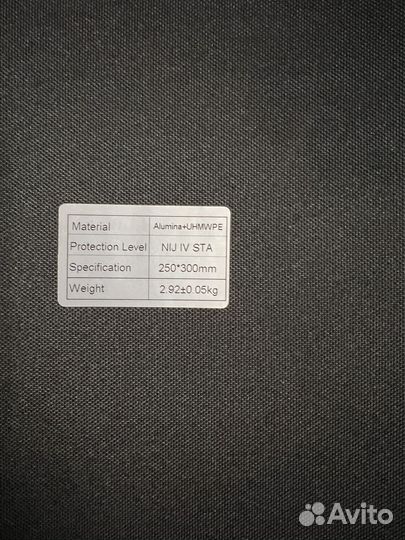 Material Alumina+UHMWPE
Protection Level NIJ IV STA
Specification 250*300mm
Weight 2.92±0.05kg
Avito